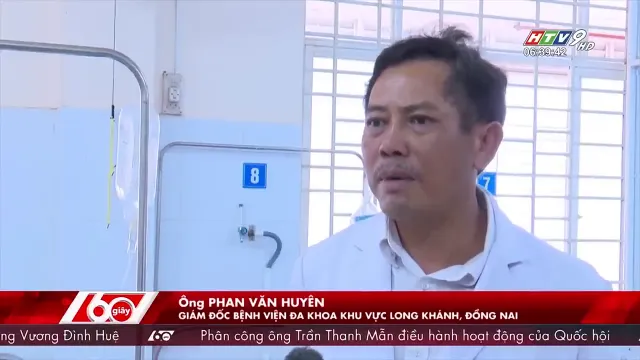 HTV9 HD
06:39:42
8
7
60 giây
Ông PHAN VĂN HUYÊN
GIÁM ĐỐC BỆNH VIỆN ĐA KHOA KHU VỰC LONG KHÁNH, ĐỒNG NAI
ng Vương Đình Huệ 60 Phân công ông Trần Thanh Mẫn điều hành hoạt động của Quốc hội